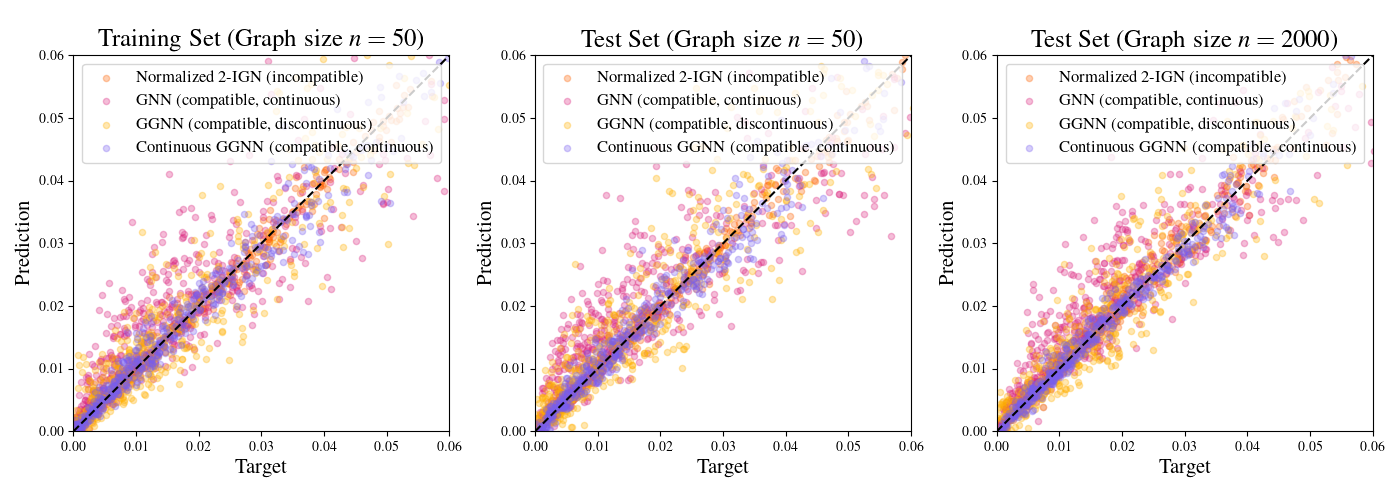 Training Set (Graph size n = 50)
0.06
0.05
0.04
0.03
0.02
0.01
0.00
Prediction
Normalized 2-IGN (incompatible)
GNN (compatible, continuous)
GGNN (compatible, discontinuous)
Continuous GGNN (compatible, continuous)
0.00 0.01 0.02 0.03 0.04 0.05 0.06
Target
Test Set (Graph size n = 50)
0.06
0.05
0.04
0.03
0.02
0.01
0.00
Prediction
Normalized 2-IGN (incompatible)
GNN (compatible, continuous)
GGNN (compatible, discontinuous)
Continuous GGNN (compatible, continuous)
0.00 0.01 0.02 0.03 0.04 0.05 0.06
Target
Test Set (Graph size n = 2000)
0.06
0.05
0.04
0.03
0.02
0.01
0.00
Prediction
Normalized 2-IGN (incompatible)
GNN (compatible, continuous)
GGNN (compatible, discontinuous)
Continuous GGNN (compatible, continuous)
0.00 0.01 0.02 0.03 0.04 0.05 0.06
Target